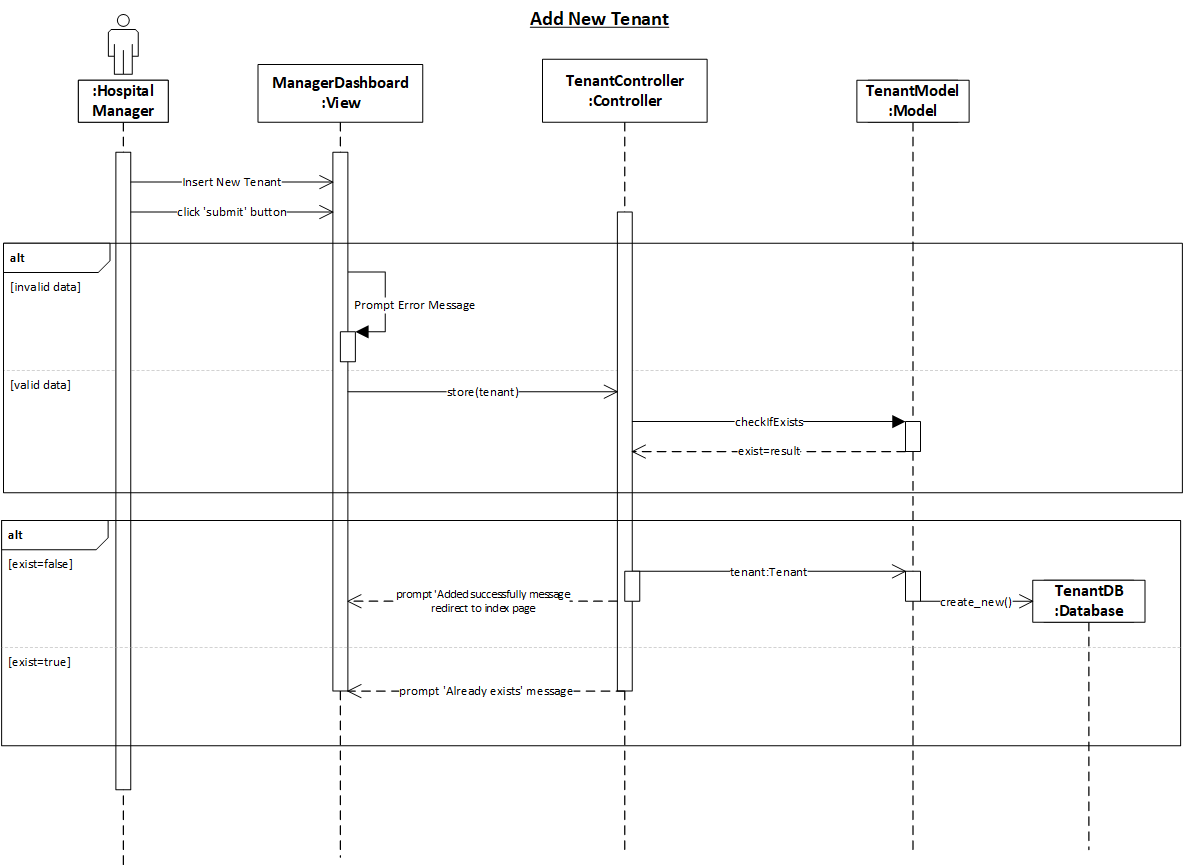 Add New Tenant
:Hospital
Manager
ManagerDashboard
:View
TenantController
:Controller
TenantModel
:Model
Insert New Tenant
click 'submit' button
alt
[invalid data]
Prompt Error Message
[valid data]
store(tenant)
checkIfExists
exist=result
alt
[exist=false]
tenant:Tenant
prompt 'Added successfully message
redirect to index page
create_new()
TenantDB
:Database
[exist=true]
prompt 'Already exists' message